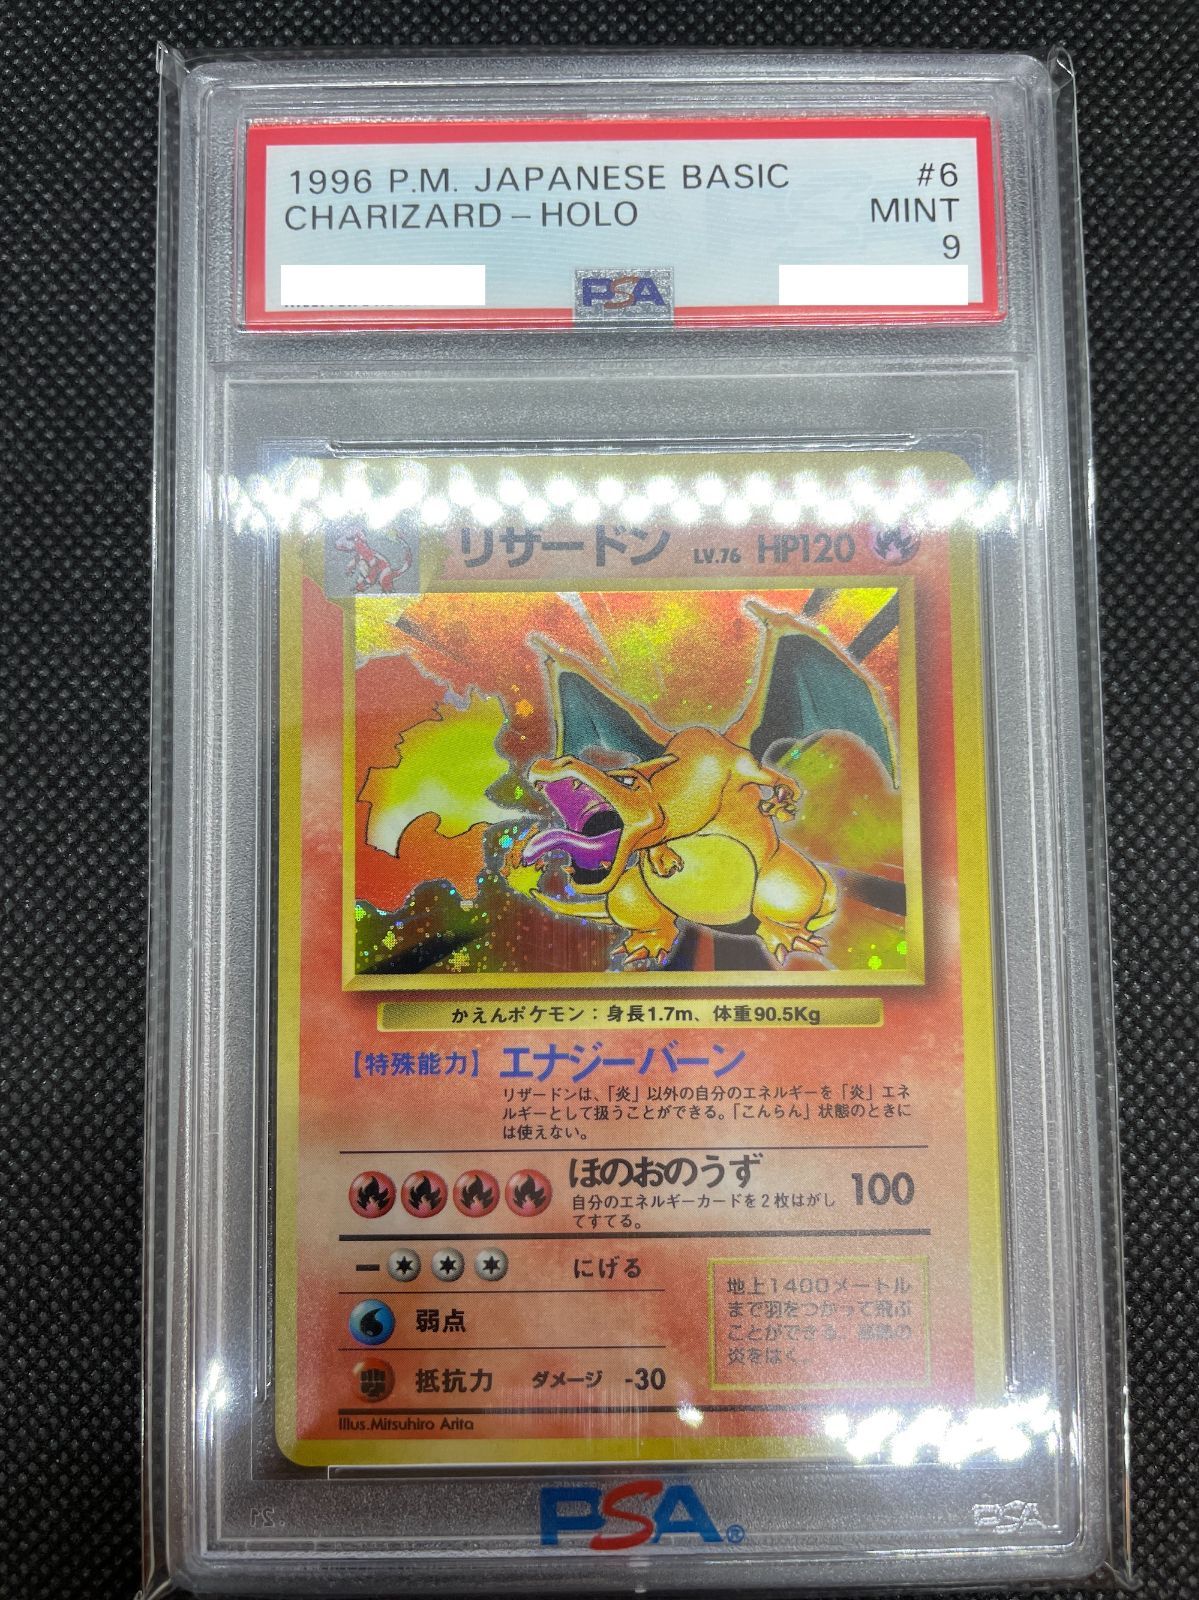 1996 P.M. JAPANESE BASIC #6
CHARIZARD - HOLO MINT
9
PSA
リザードン LV.76 HP120
かえんポケモン：身長1.7m、体重90.5Kg
【特殊能力】 エナジーバーン
リザードンは、「炎」以外の自分のエネルギーを「炎」エネ
ルギーとして扱うことができる。「こんらん」状態のときに
は使えない。
ほのおのうず 100
自分のエネルギーカードを2枚はがし
てすてる。
にげる
弱点
抵抗力 ダメージ -30
地上1400メートル
まで羽をつかって飛ぶ
ことができる。高熱の
炎をはく。
Illus.Mitsuhiro Arita
PSA®
PSA